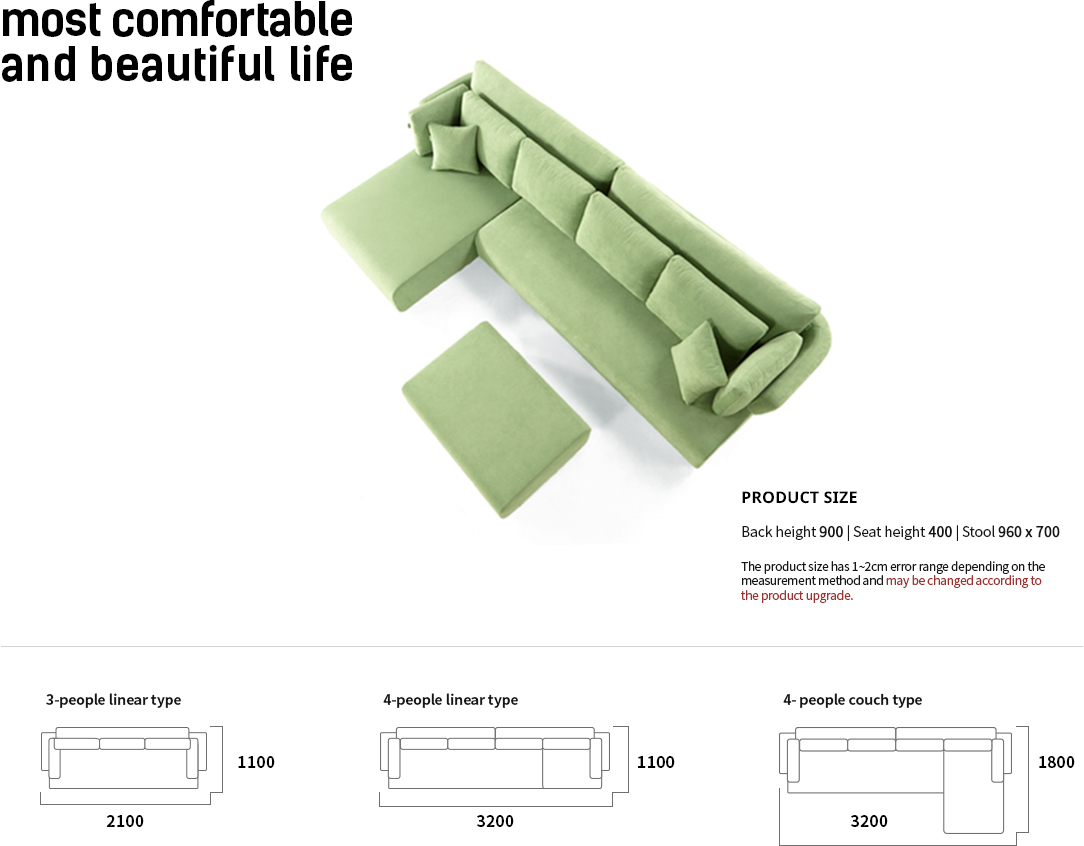 most comfortable
and beautiful life
PRODUCT SIZE
Back height 900 | Seat height 400 | Stool 960 x 700
The product size has 1~2cm error range depending on the
measurement method and may be changed according to
the product upgrade.
3-people linear type
1100
2100
4-people linear type
1100
3200
4- people couch type
1800
3200